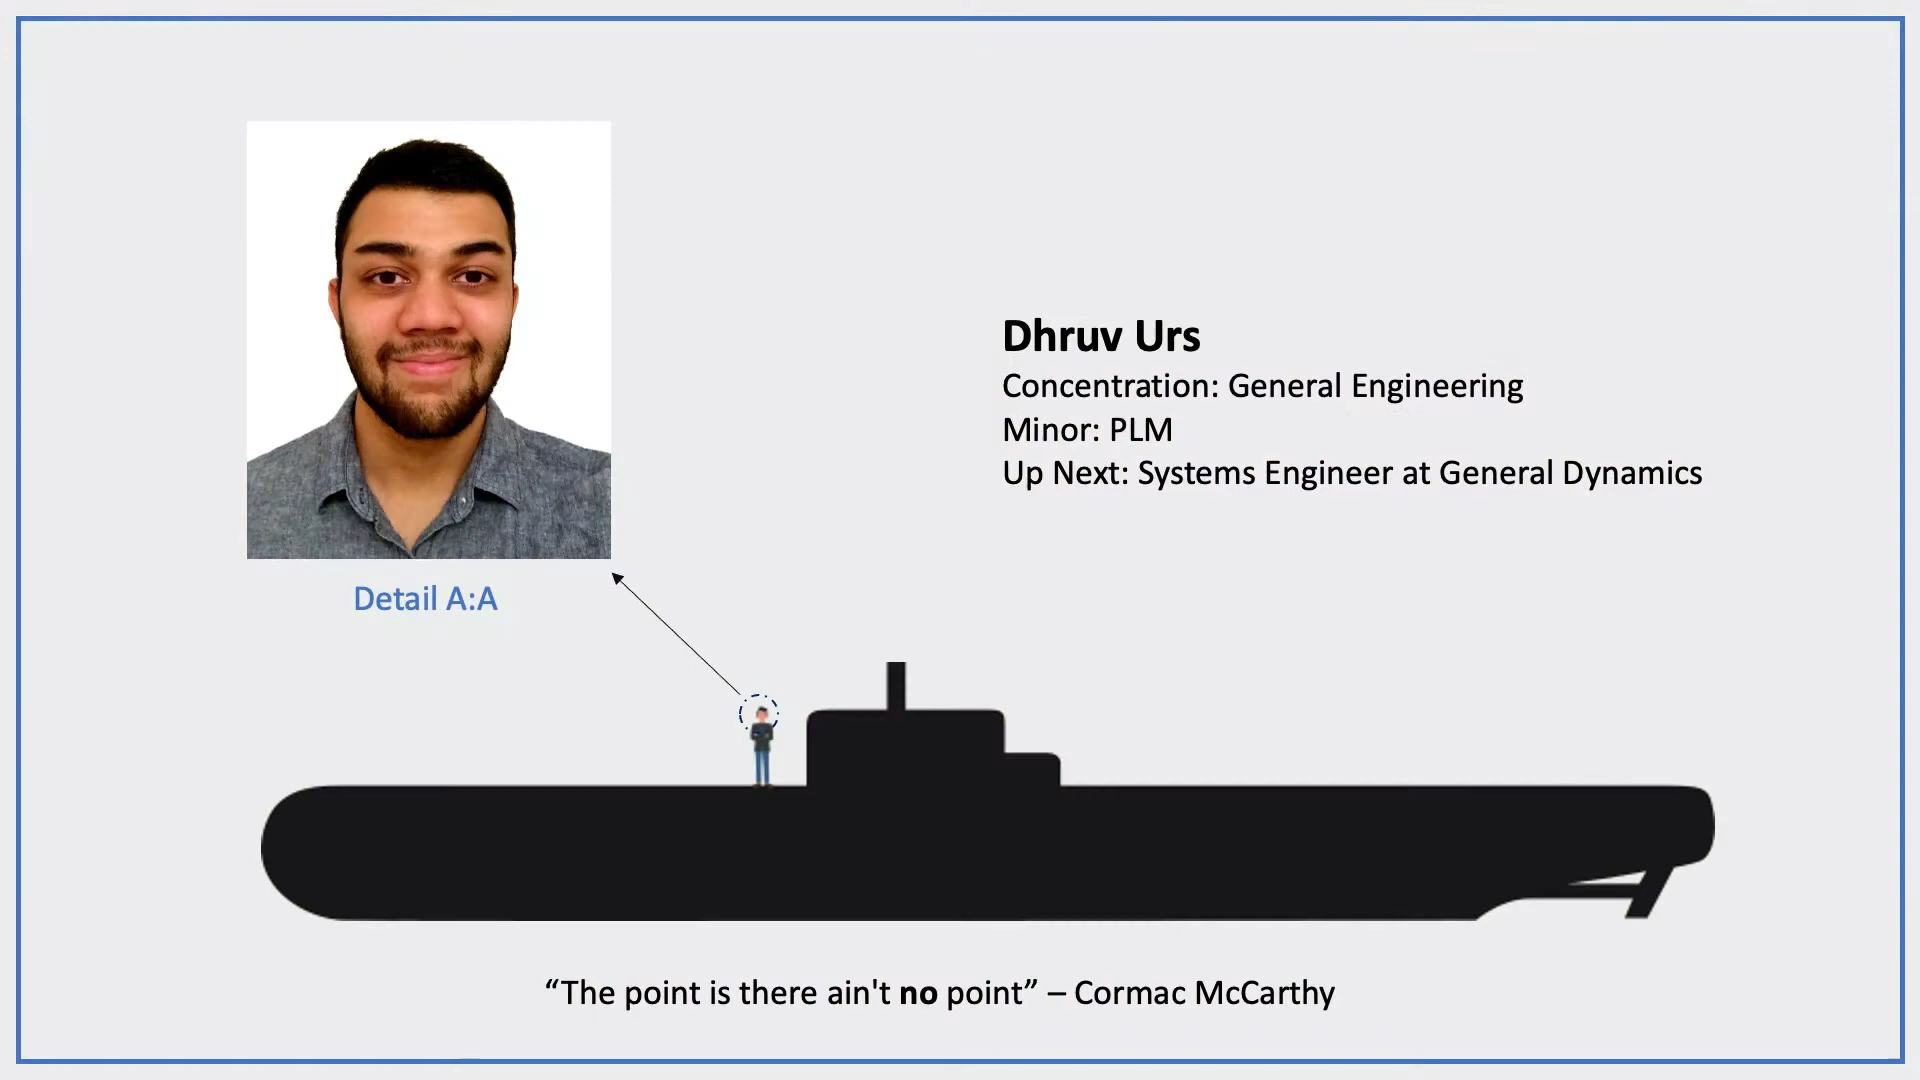 Dhruv Urs
Concentration: General Engineering
Minor: PLM
Up Next: Systems Engineer at General Dynamics
Detail A:A
“The point is there ain't no point” – Cormac McCarthy